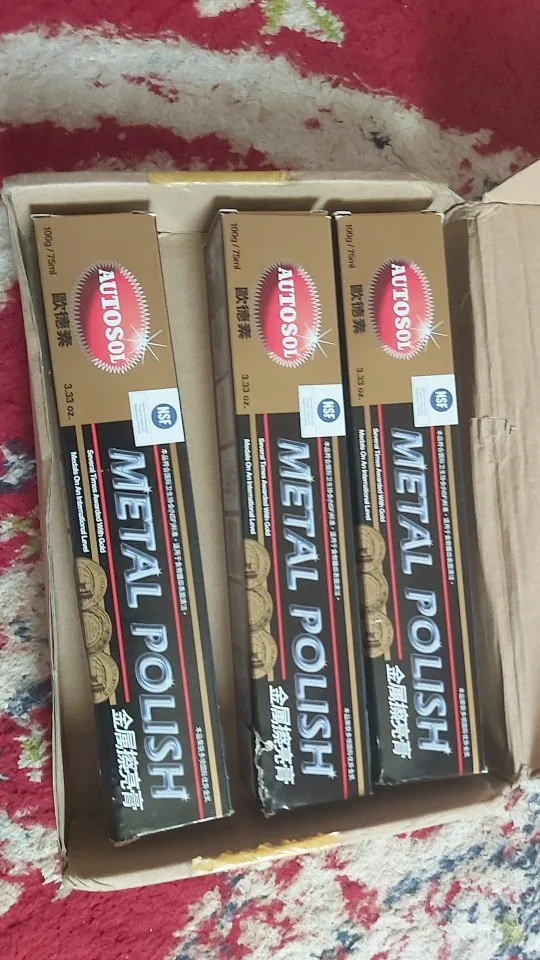 100g / 75ml
AUTOSOL
歐德素
3.33 oz.
NSF
METAL POLISH
Several Times Awarded With Gold
Medals On An International Level
金属擦亮膏
100g / 75ml
AUTOSOL
歐德素
3.33 oz.
NSF
METAL POLISH
Several Times Awarded With Gold
Medals On An International Level
金属擦亮膏
100g / 75ml
AUTOSOL
歐德素
3.33 oz.
NSF
METAL POLISH
Several Times Awarded With Gold
Medals On An International Level
金属擦亮膏